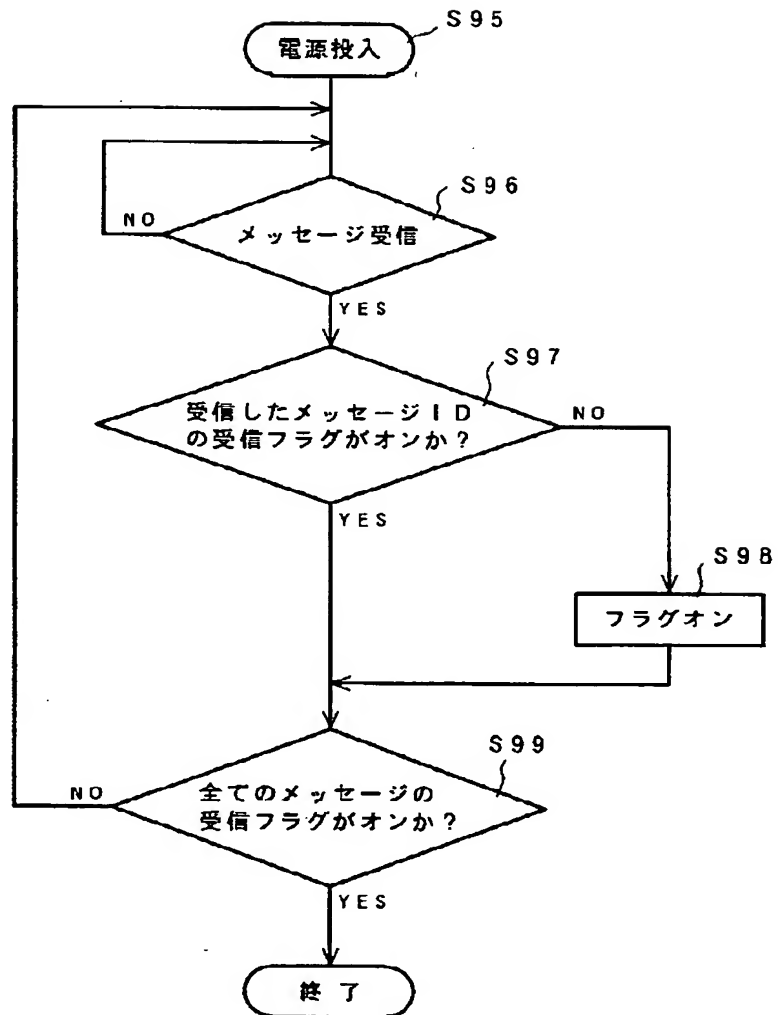 S95
電源投入
S96
メッセージ受信
NO
YES
S97
受信したメッセージID
の受信フラグがオンか?
NO
YES
S98
フラグオン
S99
全てのメッセージの
受信フラグがオンか?
NO
YES
終了